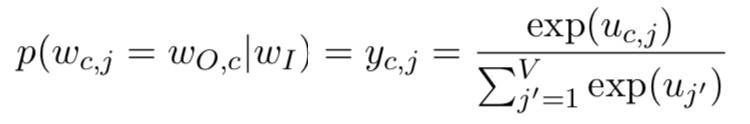 p(w_{c,j} = w_{O,c}|w_I) = y_{c,j} = \frac{\exp(u_{c,j})}{\sum_{j'=1}^{V} \exp(u_{j'})}